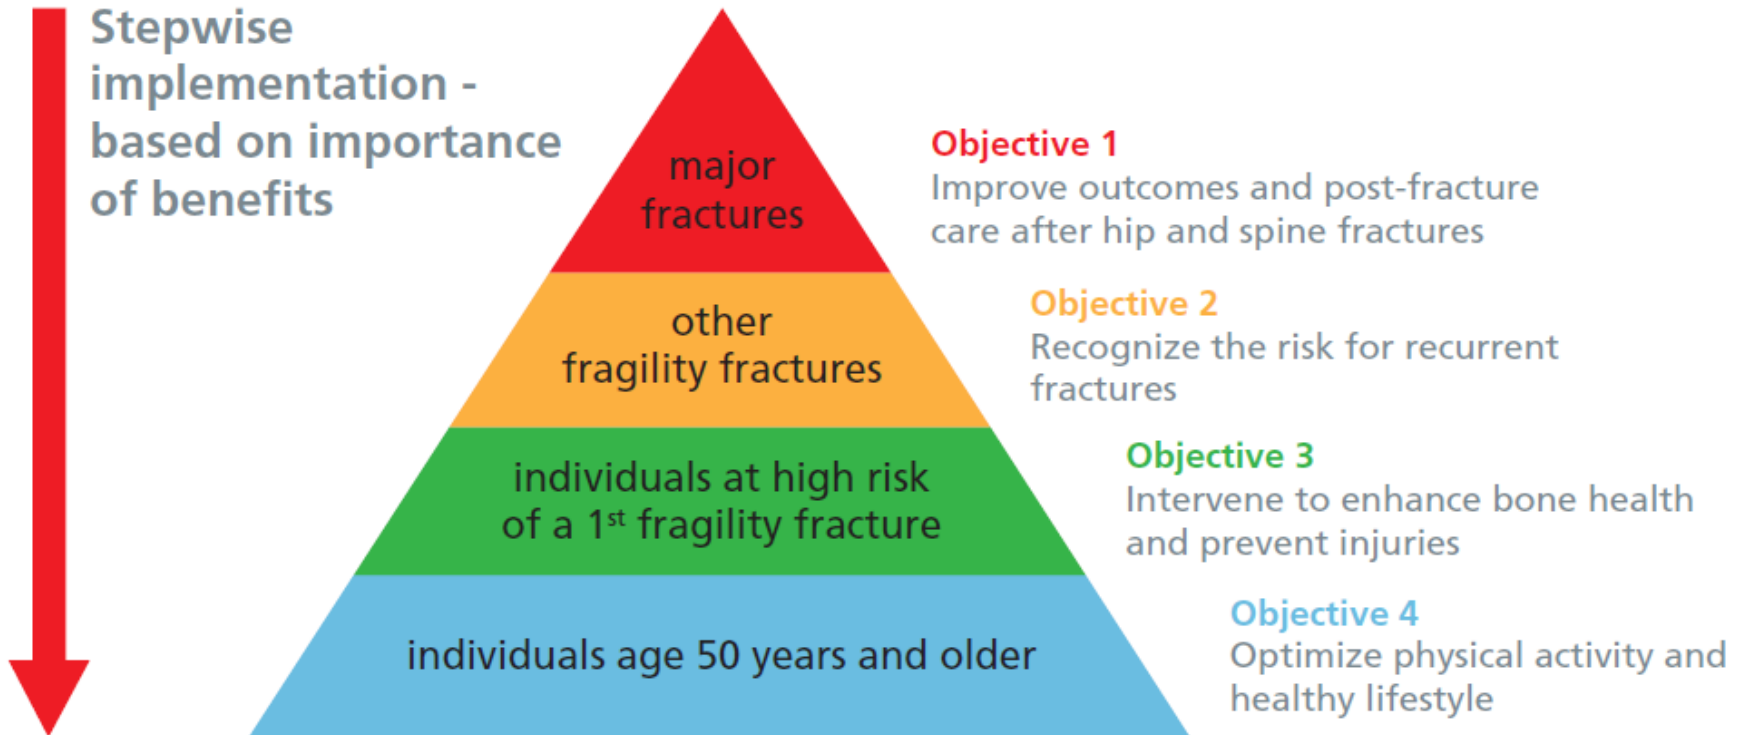 Stepwise
implementation -
based on importance
of benefits
major
fractures
Objective 1
Improve outcomes and post-fracture
care after hip and spine fractures
other
fragility fractures
Objective 2
Recognize the risk for recurrent
fractures
individuals at high risk
of a 1st fragility fracture
Objective 3
Intervene to enhance bone health
and prevent injuries
individuals age 50 years and older
Objective 4
Optimize physical activity and
healthy lifestyle